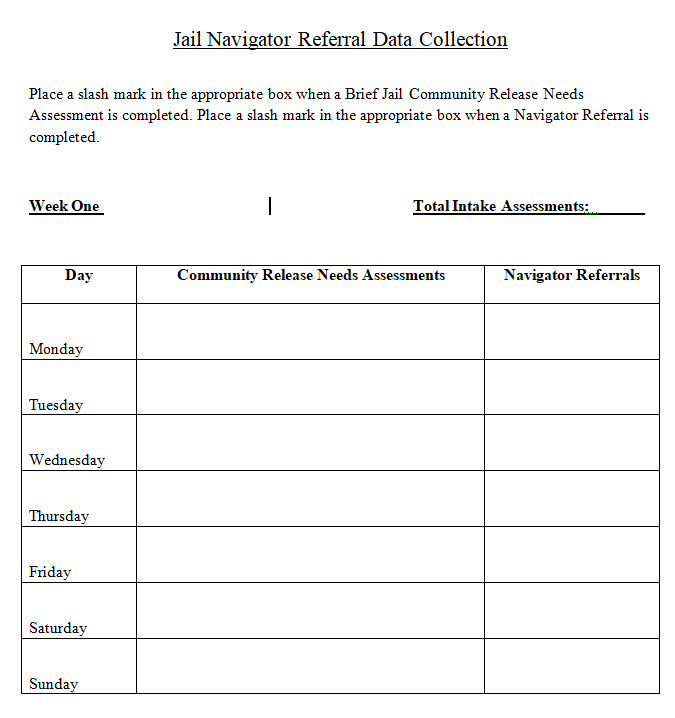 Jail Navigator Referral Data Collection
Place a slash mark in the appropriate box when a Brief Jail Community Release Needs
Assessment is completed. Place a slash mark in the appropriate box when a Navigator Referral is
completed.
Week One Total Intake Assessments:______
Day Community Release Needs Assessments Navigator Referrals
Monday
Tuesday
Wednesday
Thursday
Friday
Saturday
Sunday